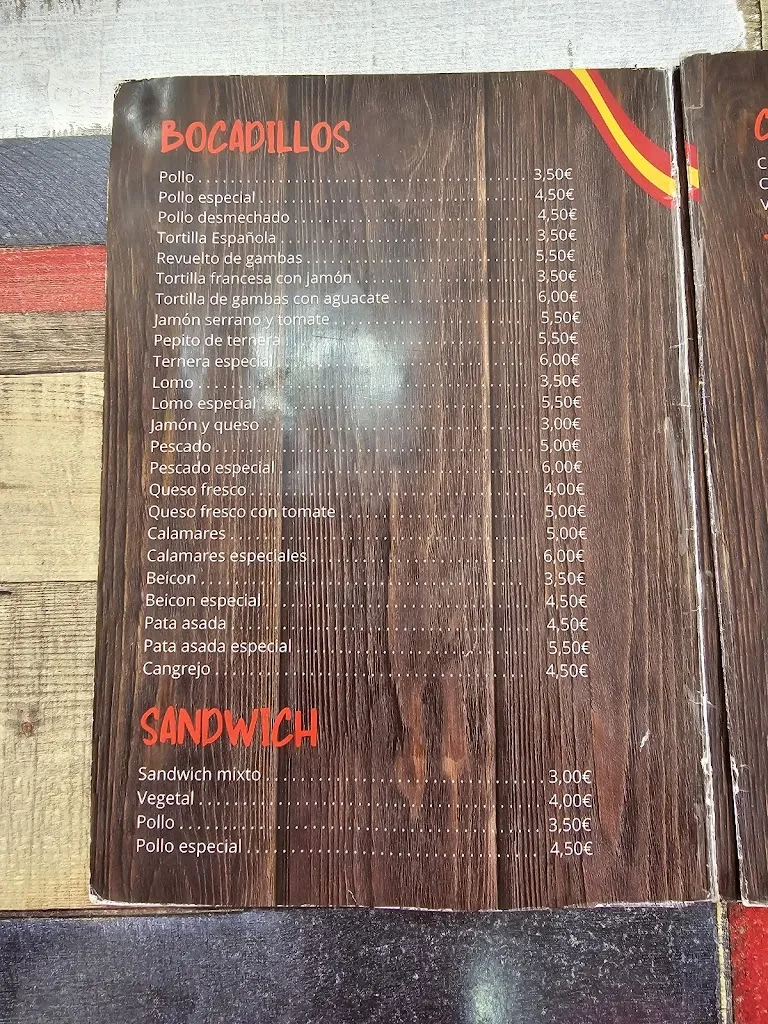 BOCADILLOS
Pollo . . . . . . . . . . . . . . . . . . . . . . . . . . . . . . 3,50€
Pollo especial . . . . . . . . . . . . . . . . . . . . . . . . 4,50€
Pollo desmechado . . . . . . . . . . . . . . . . . . . . . 4,50€
Tortilla Española . . . . . . . . . . . . . . . . . . . . . . 3,50€
Revuelto de gambas . . . . . . . . . . . . . . . . . . . 5,50€
Tortilla francesa con jamón . . . . . . . . . . . . . . 3,50€
Tortilla de gambas con aguacate . . . . . . . . . . 6,00€
Jamón serrano y tomate . . . . . . . . . . . . . . . . 5,50€
Pepito de ternera . . . . . . . . . . . . . . . . . . . . . 5,50€
Ternera especial . . . . . . . . . . . . . . . . . . . . . . 6,00€
Lomo . . . . . . . . . . . . . . . . . . . . . . . . . . . . . . 3,50€
Lomo especial . . . . . . . . . . . . . . . . . . . . . . . 5,50€
Jamón y queso . . . . . . . . . . . . . . . . . . . . . . . 3,00€
Pescado . . . . . . . . . . . . . . . . . . . . . . . . . . . . 5,00€
Pescado especial . . . . . . . . . . . . . . . . . . . . . 6,00€
Queso fresco . . . . . . . . . . . . . . . . . . . . . . . . 4,00€
Queso fresco con tomate . . . . . . . . . . . . . . . 5,00€
Calamares . . . . . . . . . . . . . . . . . . . . . . . . . . 5,00€
Calamares especiales . . . . . . . . . . . . . . . . . . 6,00€
Beicon . . . . . . . . . . . . . . . . . . . . . . . . . . . . . 3,50€
Beicon especial . . . . . . . . . . . . . . . . . . . . . . 4,50€
Pata asada . . . . . . . . . . . . . . . . . . . . . . . . . . 4,50€
Pata asada especial . . . . . . . . . . . . . . . . . . . 5,50€
Cangrejo . . . . . . . . . . . . . . . . . . . . . . . . . . . 4,50€
SANDWICH
Sandwich mixto . . . . . . . . . . . . . . . . . . . . . . 3,00€
Vegetal . . . . . . . . . . . . . . . . . . . . . . . . . . . . 4,00€
Pollo . . . . . . . . . . . . . . . . . . . . . . . . . . . . . . 3,50€
Pollo especial . . . . . . . . . . . . . . . . . . . . . . . 4,50€